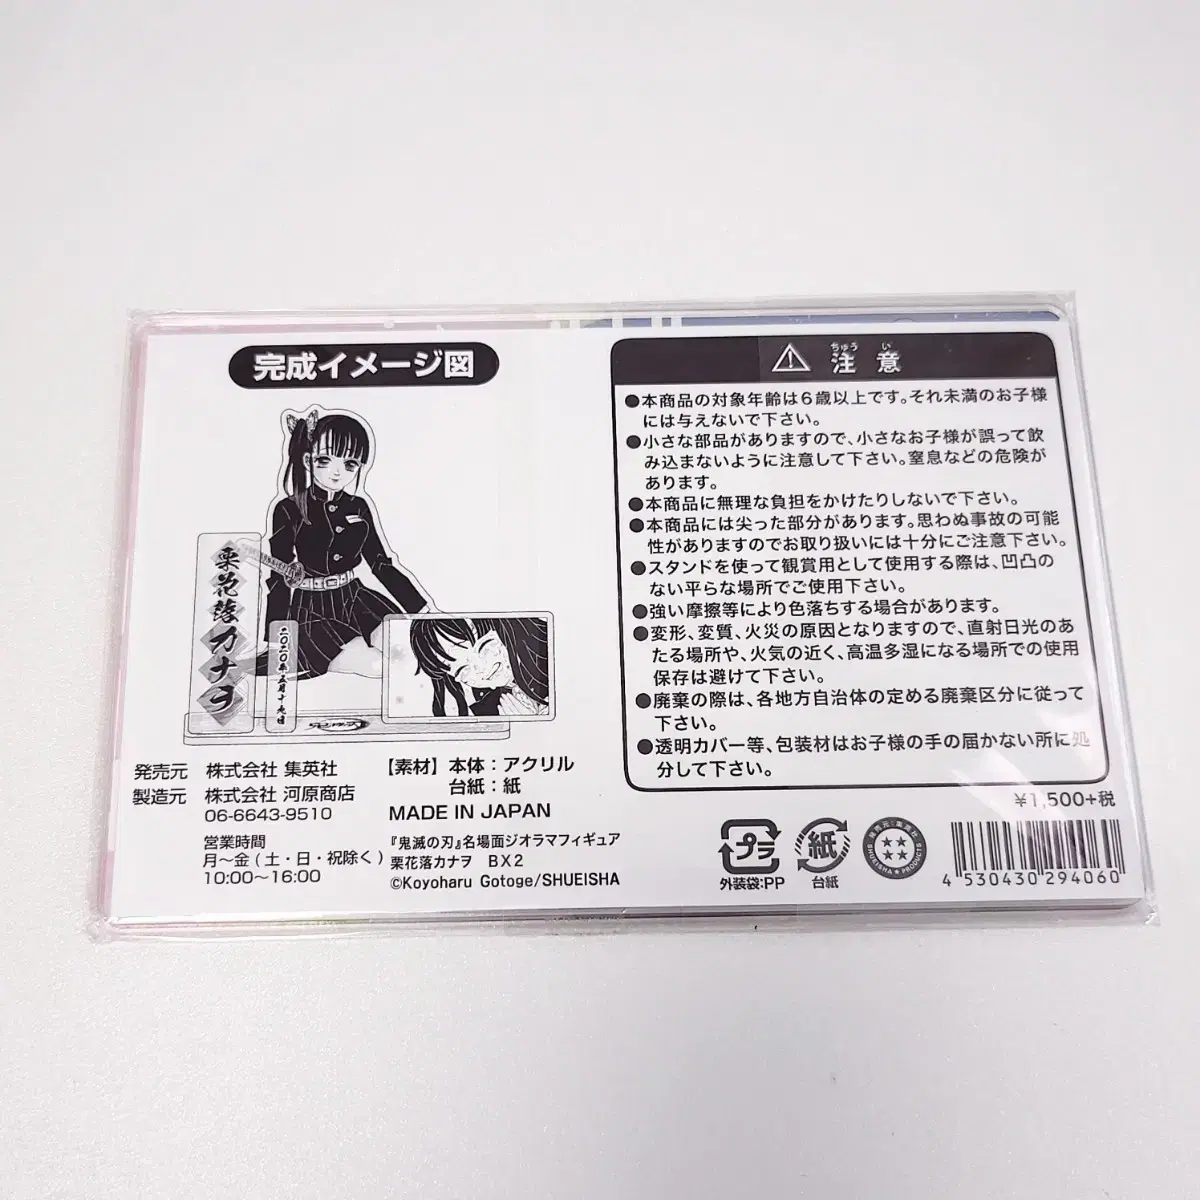 完成イメージ図
栗花落カナヲ
二〇二〇年五月十九日
発売元 株式会社 集英社
製造元 株式会社 河原商店
06-6643-9510
営業時間
月～金(土・日・祝除く)
10:00～16:00
【素材】本体:アクリル
台紙:紙
MADE IN JAPAN
『鬼滅の刃』名場面ジオラマフィギュア
栗花落カナヲ BX2
©Koyoharu Gotoge/SHUEISHA
ちゅう い
注 意
●本商品の対象年齢は6歳以上です。それ未満のお子様
には与えないで下さい。
●小さな部品がありますので、小さなお子様が誤って飲
み込まないように注意して下さい。窒息などの危険が
あります。
●本商品に無理な負担をかけたりしないで下さい。
●本商品には尖った部分があります。思わぬ事故の可能
性がありますのでお取り扱いには十分にご注意下さい。
●スタンドを使って観賞用として使用する際は、凹凸の
ない平らな場所でご使用下さい。
●強い摩擦等により色落ちする場合があります。
●変形、変質、火災の原因となりますので、直射日光のあ
たる場所や、火気の近く、高温多湿になる場所での使用
保存は避けて下さい。
●廃棄の際は、各地方自治体の定める廃棄区分に従って
下さい。
●透明カバー等、包装材はお子様の手の届かない所に処
分して下さい。
¥1,500+税
プラ
外装袋:PP
紙
台紙
発売元:集英社
SHUEISHA PRODUCTS
4 530430 294060